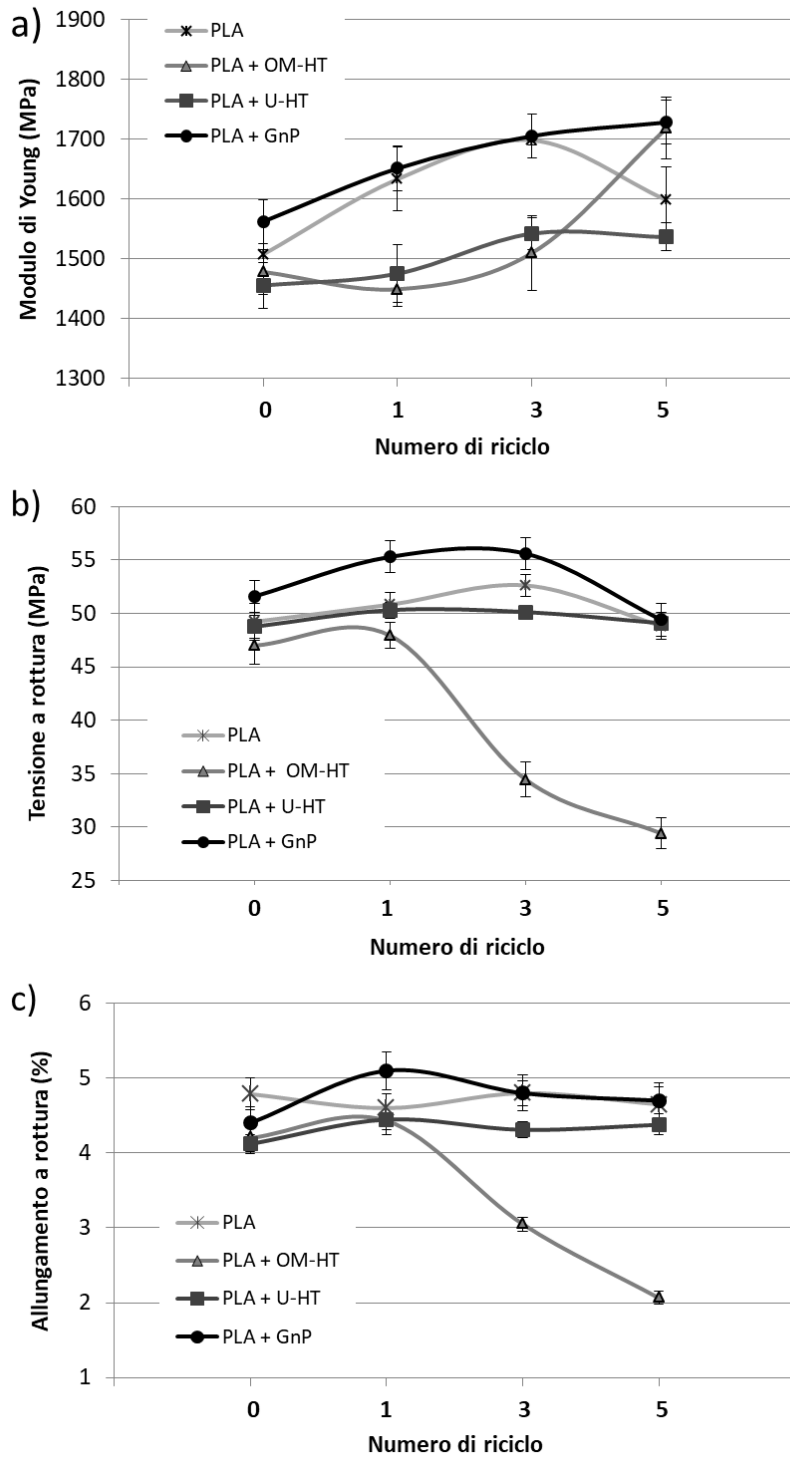 a)
1900
1800
1700
1600
1500
1400
1300
Modulo di Young (MPa)
PLA
PLA + OM-HT
PLA + U-HT
PLA + GnP
0 1 3 5
Numero di riciclo
b)
60
55
50
45
40
35
30
25
Tensione a rottura (MPa)
PLA
PLA + OM-HT
PLA + U-HT
PLA + GnP
0 1 3 5
Numero di riciclo
c)
6
5
4
3
2
1
Allungamento a rottura (%)
PLA
PLA + OM-HT
PLA + U-HT
PLA + GnP
0 1 3 5
Numero di riciclo